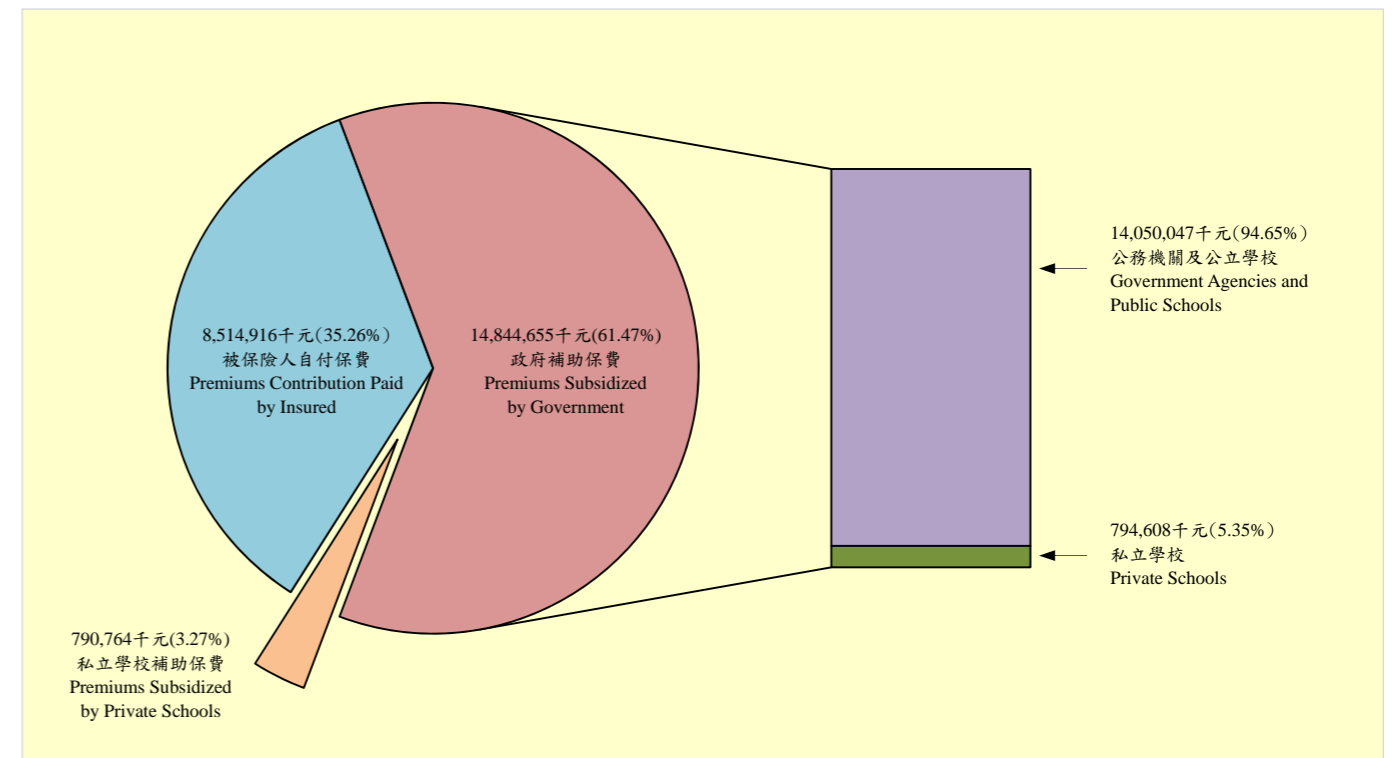 8,514,916千元(35.26%)
被保險人自付保費
Premiums Contribution Paid
by Insured
14,844,655千元(61.47%)
政府補助保費
Premiums Subsidized
by Government
790,764千元(3.27%)
私立學校補助保費
Premiums Subsidized
by Private Schools
14,050,047千元(94.65%)
公務機關及公立學校
Government Agencies and
Public Schools
794,608千元(5.35%)
私立學校
Private Schools